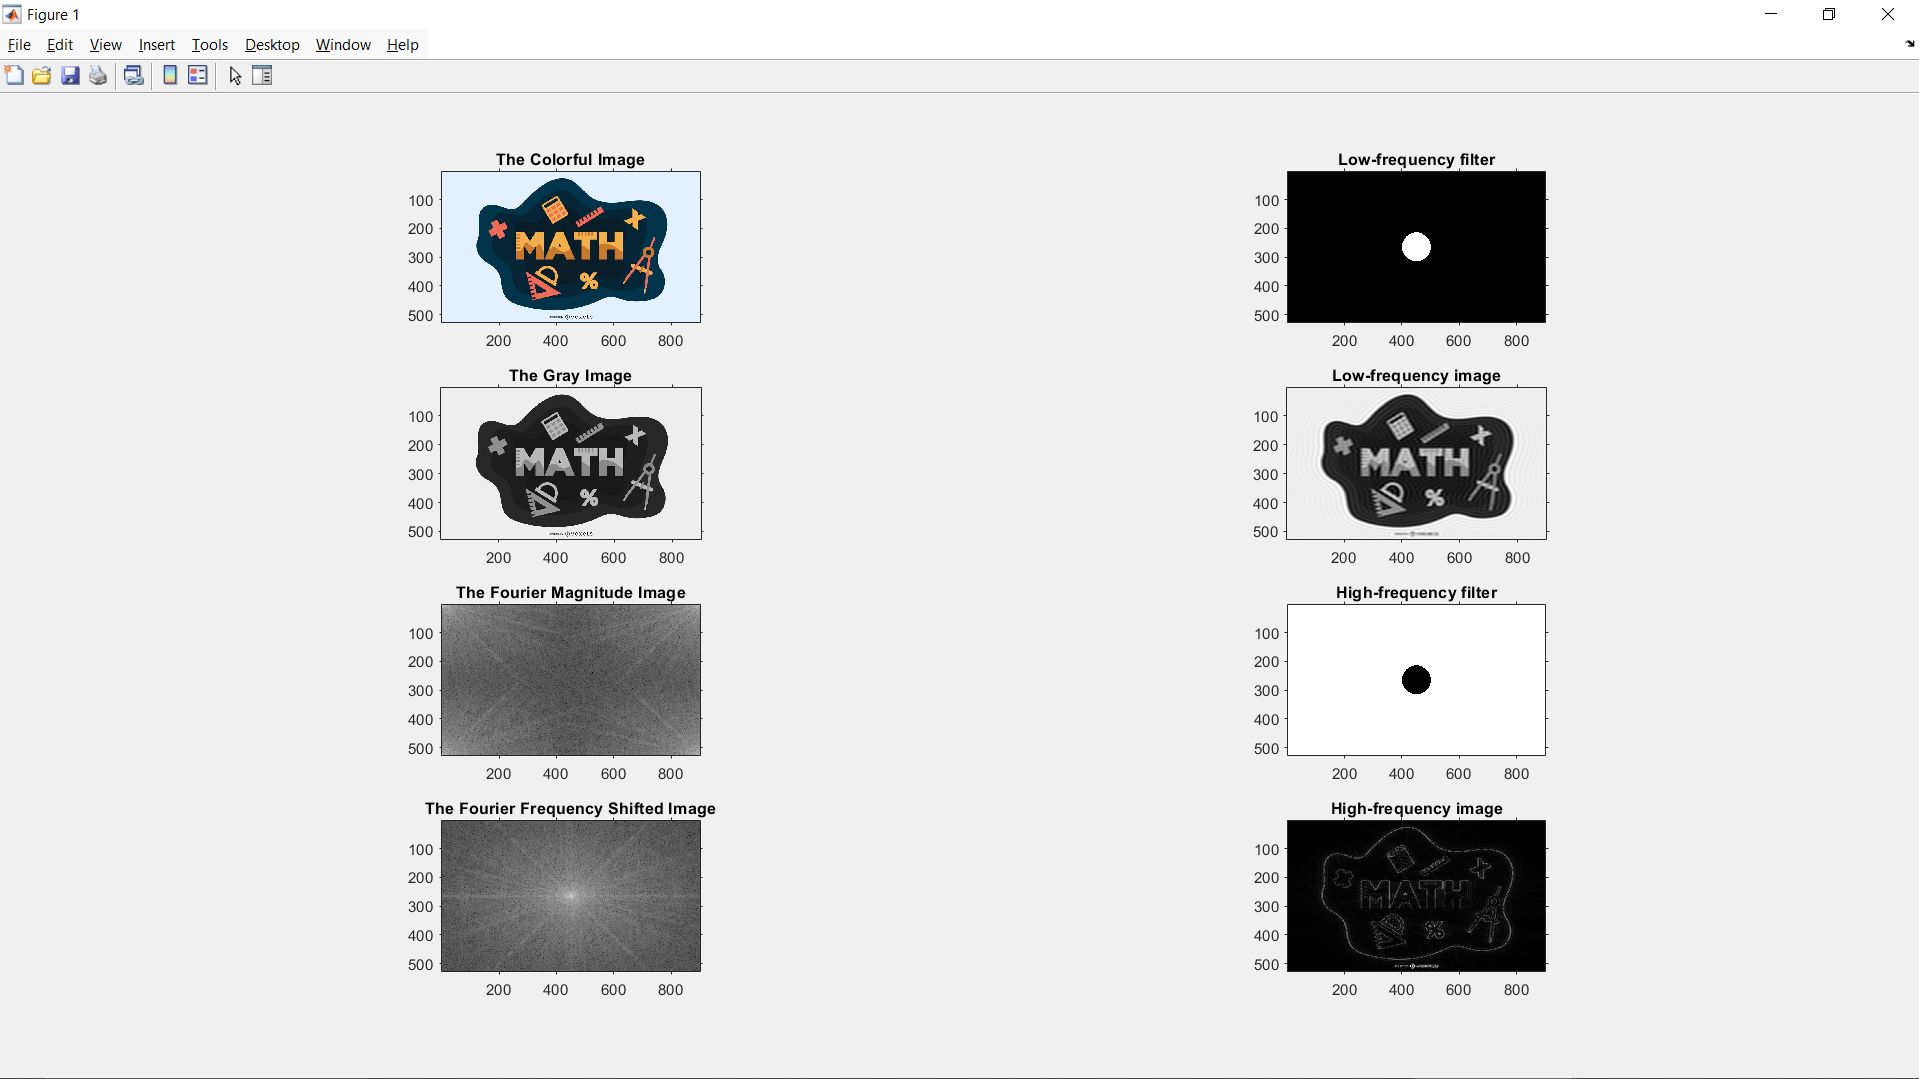 Figure 1
File Edit View Insert Tools Desktop Window Help
The Colorful Image
100
200
300
400
500
MATH
%
200 400 600 800
Low-frequency filter
100
200
300
400
500
200 400 600 800
The Gray Image
100
200
300
400
500
MATH
%
200 400 600 800
Low-frequency image
100
200
300
400
500
MATH
%
200 400 600 800
The Fourier Magnitude Image
100
200
300
400
500
200 400 600 800
High-frequency filter
100
200
300
400
500
200 400 600 800
The Fourier Frequency Shifted Image
100
200
300
400
500
200 400 600 800
High-frequency image
100
200
300
400
500
MATH
%
200 400 600 800